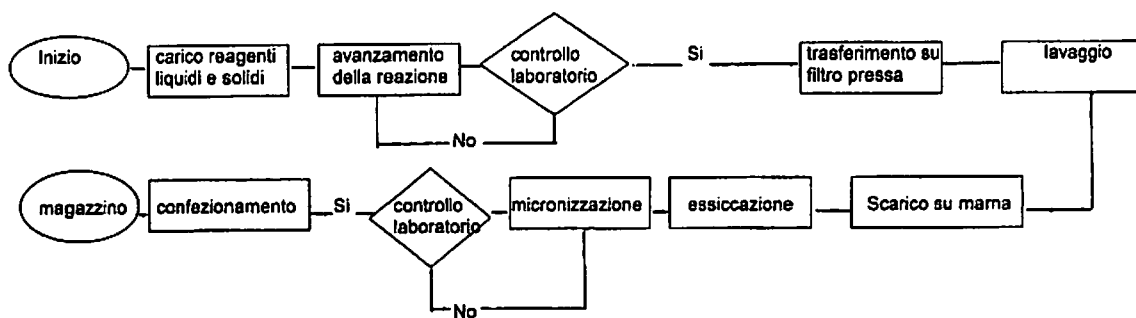 Inizio
carico reagenti
liquidi e solidi
avanzamento
della reazione
controllo
laboratorio
Si
trasferimento su
filtro pressa
lavaggio
No
magazzino
confezionamento
Si
controllo
laboratorio
micronizzazione
essiccazione
Scarico su marna
No